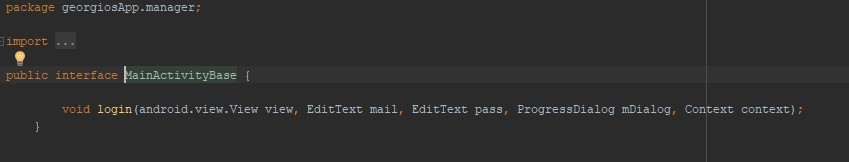 package georgiosApp.manager;
import ...
public interface MainActivityBase {
void login(android.view.View view, EditText mail, EditText pass, ProgressDialog mDialog, Context context);
}